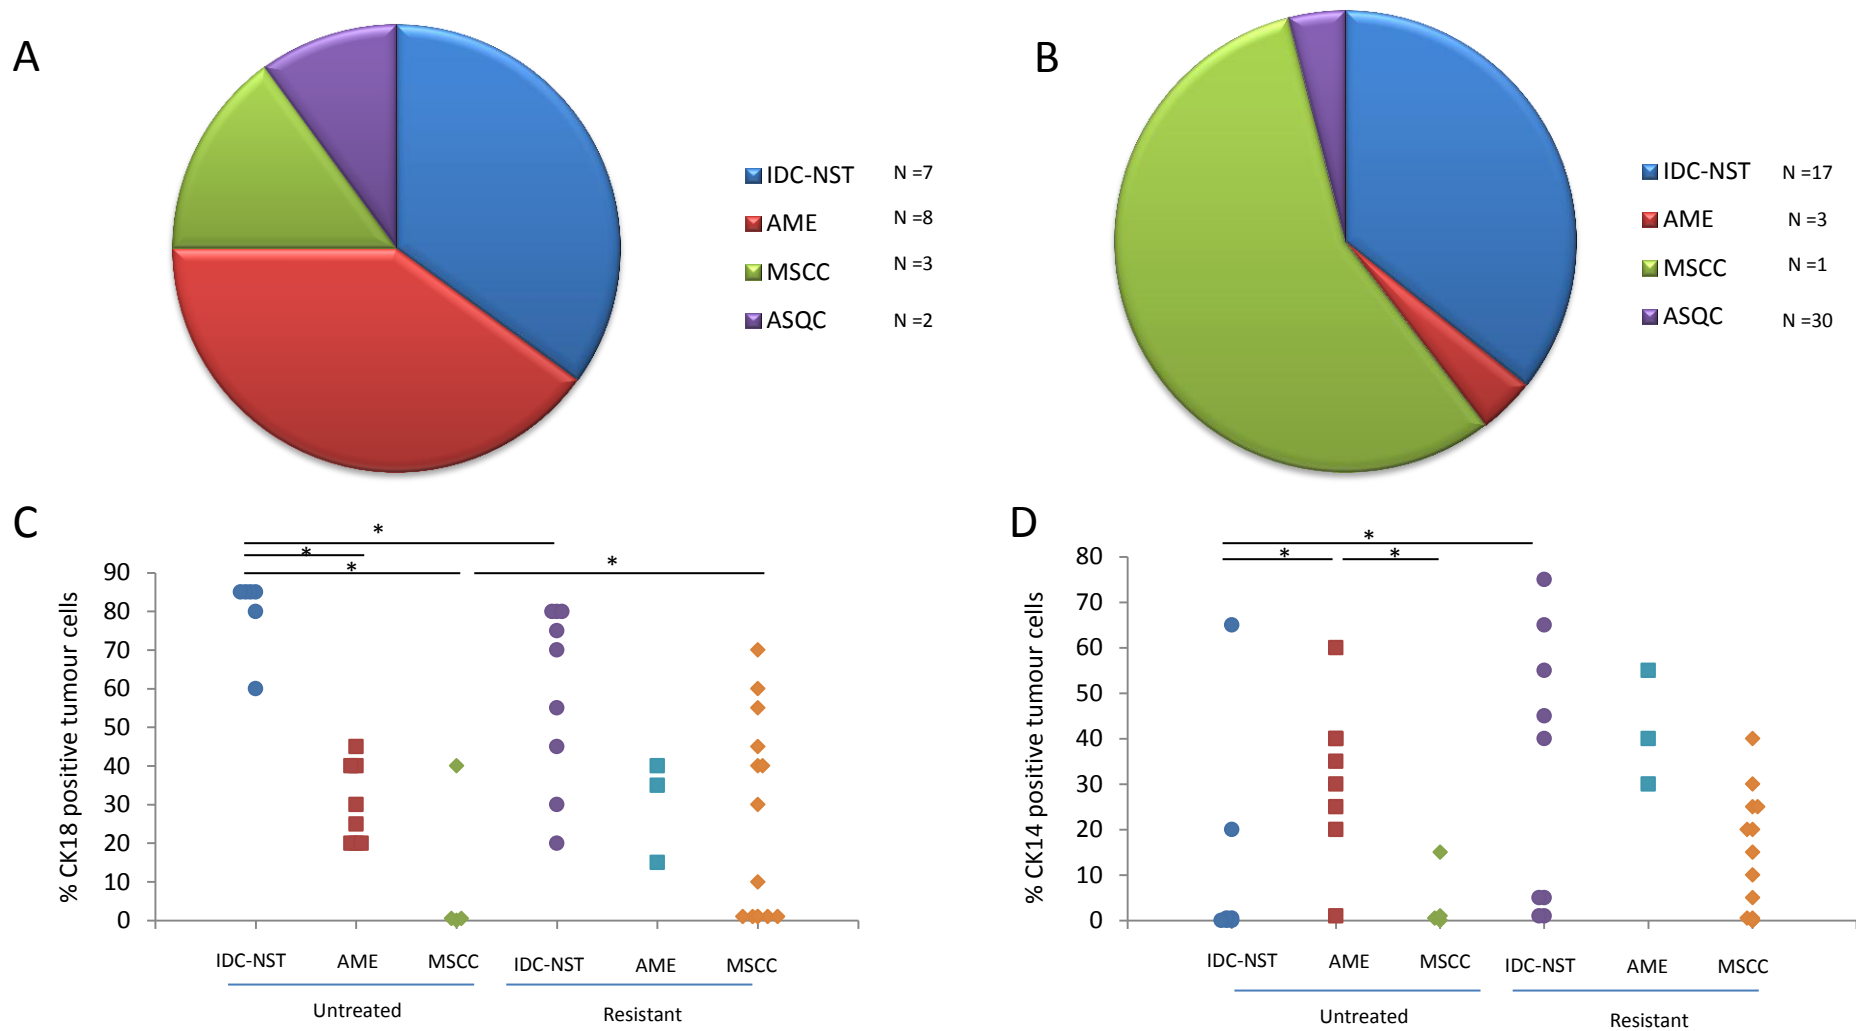 A
IDC-NST N =7
AME N =8
MSCC N =3
ASQC N =2
B
IDC-NST N =17
AME N =3
MSCC N =1
ASQC N =30
C
*
*
*
*
% CK18 positive tumour cells
90
80
70
60
50
40
30
20
10
0
IDC-NST AME MSCC IDC-NST AME MSCC
Untreated Resistant
D
*
*
*
% CK14 positive tumour cells
80
70
60
50
40
30
20
10
0
IDC-NST AME MSCC IDC-NST AME MSCC
Untreated Resistant